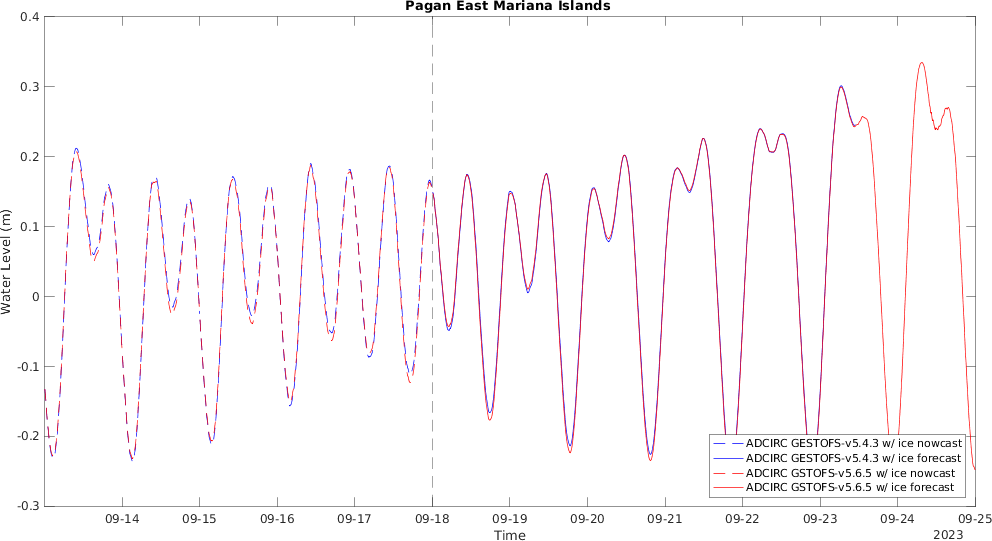 Pagan East Mariana Islands
0.4
0.3
0.2
0.1
0
-0.1
-0.2
-0.3
Water Level (m)
ADCIRC GESTOFS-v5.4.3 w/ ice nowcast
ADCIRC GESTOFS-v5.4.3 w/ ice forecast
ADCIRC GSTOFS-v5.6.5 w/ ice nowcast
ADCIRC GSTOFS-v5.6.5 w/ ice forecast
09-14 09-15 09-16 09-17 09-18 09-19 09-20 09-21 09-22 09-23 09-24 09-25
Time
2023